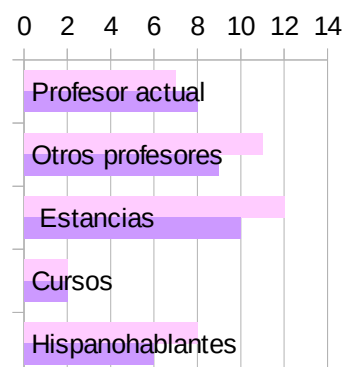 0 2 4 6 8 10 12 14
Profesor actual
Otros profesores
Estancias
Cursos
Hispanohablantes